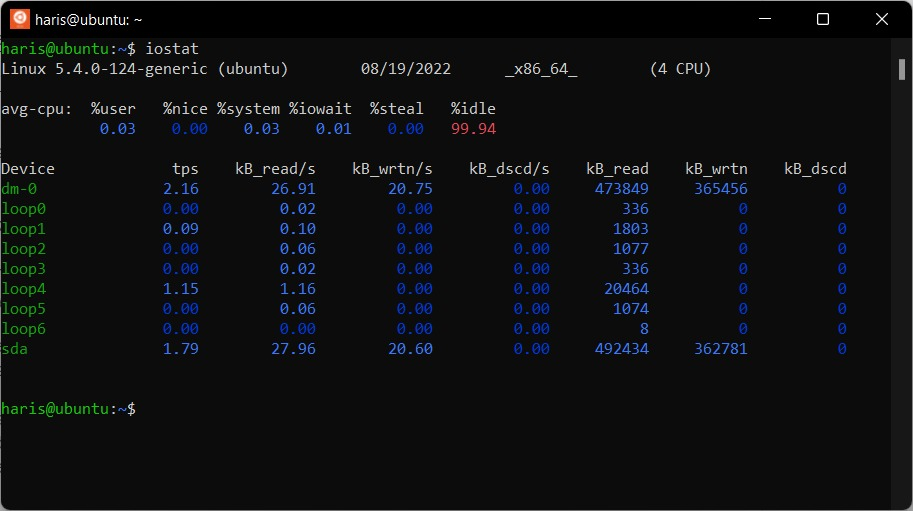 haris@ubuntu: ~
haris@ubuntu:~$ iostat
Linux 5.4.0-124-generic (ubuntu) 08/19/2022 _x86_64_ (4 CPU)
avg-cpu: %user %nice %system %iowait %steal %idle
0.03 0.00 0.03 0.01 0.00 99.94
Device tps kB_read/s kB_wrtn/s kB_dscd/s kB_read kB_wrtn kB_dscd
dm-0 2.16 26.91 20.75 0.00 473849 365456 0
loop0 0.00 0.02 0.00 0.00 336 0 0
loop1 0.09 0.10 0.00 0.00 1803 0 0
loop2 0.00 0.06 0.00 0.00 1077 0 0
loop3 0.00 0.02 0.00 0.00 336 0 0
loop4 1.15 1.16 0.00 0.00 20464 0 0
loop5 0.00 0.06 0.00 0.00 1074 0 0
loop6 0.00 0.00 0.00 0.00 8 0 0
sda 1.79 27.96 20.60 0.00 492434 362781 0
haris@ubuntu:~$